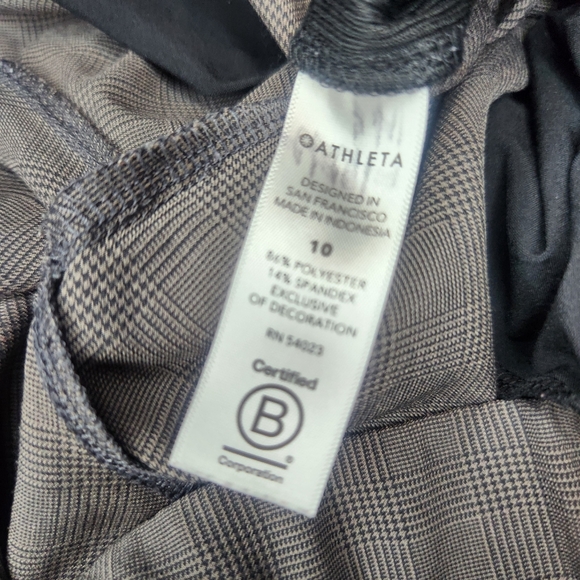 ATHLETA
DESIGNED IN
SAN FRANCISCO
MADE IN INDONESIA
10
86% POLYESTER
14% SPANDEX
EXCLUSIVE
OF DECORATION
RN 54023
Certified
B
®
Corporation